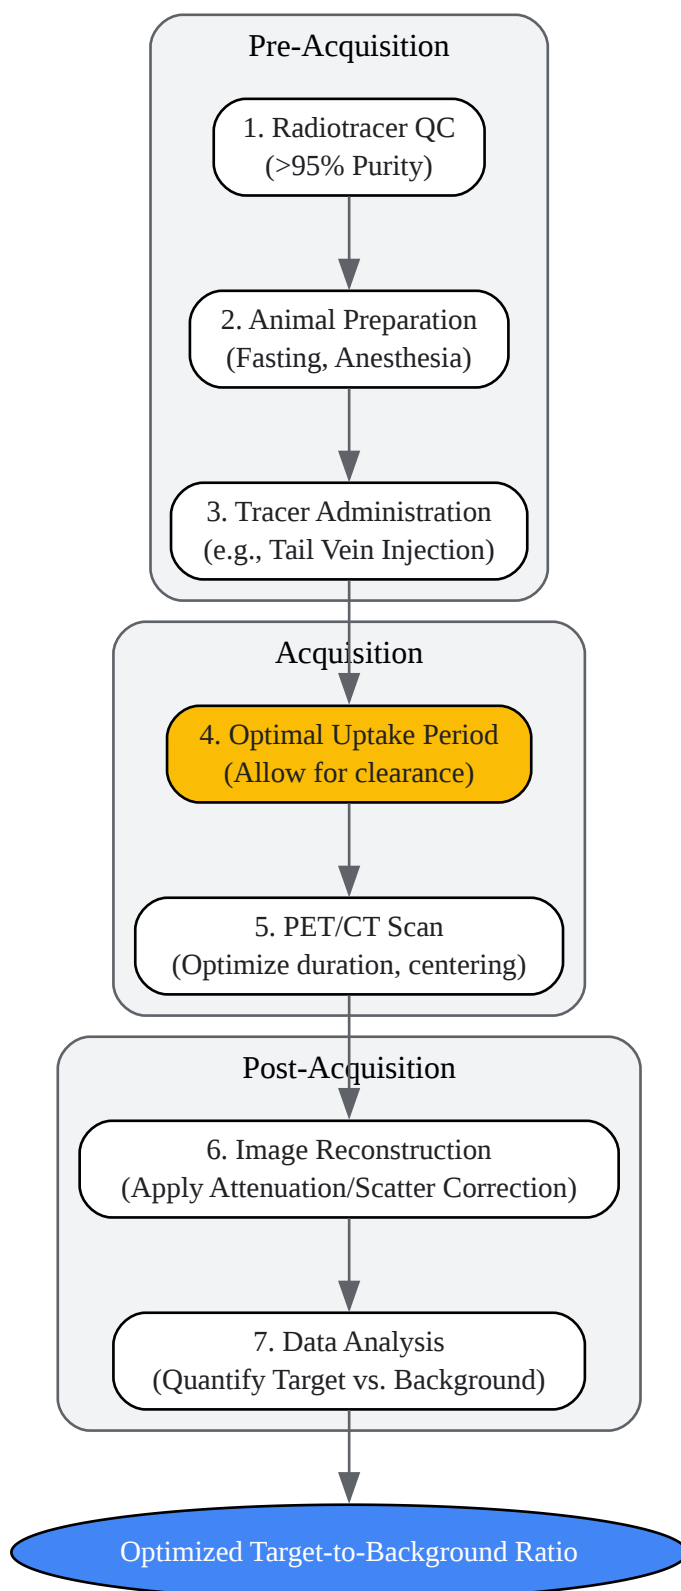 Pre-Acquisition
1. Radiotracer QC
(>95% Purity)
2. Animal Preparation
(Fasting, Anesthesia)
3. Tracer Administration
(e.g., Tail Vein Injection)
Acquisition
4. Optimal Uptake Period
(Allow for clearance)
5. PET/CT Scan
(Optimize duration, centering)
Post-Acquisition
6. Image Reconstruction
(Apply Attenuation/Scatter Correction)
7. Data Analysis
(Quantify Target vs. Background)
Optimized Target-to-Background Ratio